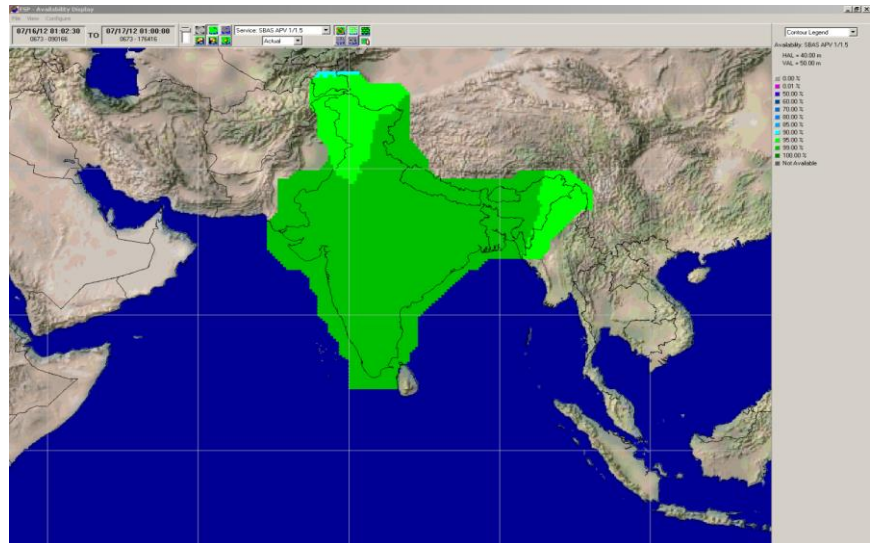 PSP - Availability Display
File View Configure
07/16/12 01:02:30
0673 - 090166
TO
07/17/12 01:00:00
0673 - 176416
Service: SBAS APV 1/1.5
Actual
Contour Legend
Availability: SBAS APV 1/1.5
HAL = 40.00 m
VAL = 50.00 m
0.00 %
0.01 %
50.00 %
60.00 %
70.00 %
80.00 %
85.00 %
90.00 %
95.00 %
99.00 %
100.00 %
Not Available